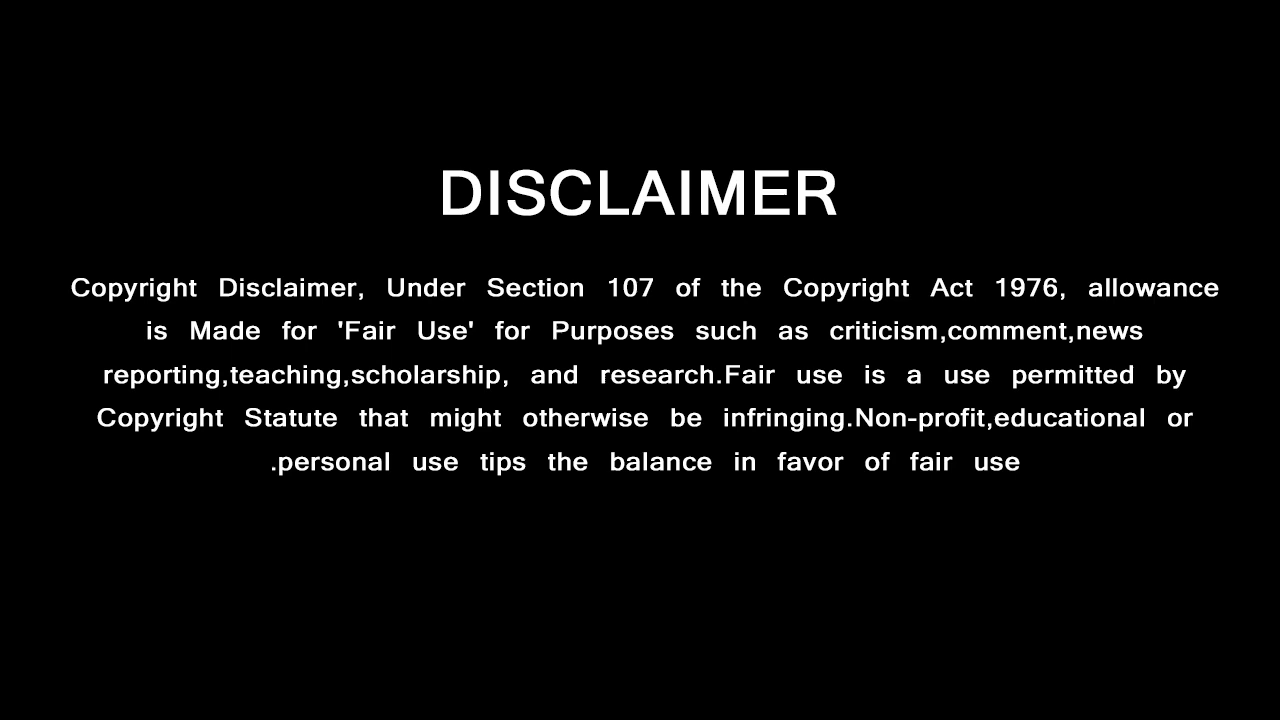 DISCLAIMER
Copyright Disclaimer, Under Section 107 of the Copyright Act 1976, allowance
is Made for 'Fair Use' for Purposes such as criticism,comment,news
reporting,teaching,scholarship, and research.Fair use is a use permitted by
Copyright Statute that might otherwise be infringing.Non-profit,educational or
.personal use tips the balance in favor of fair use